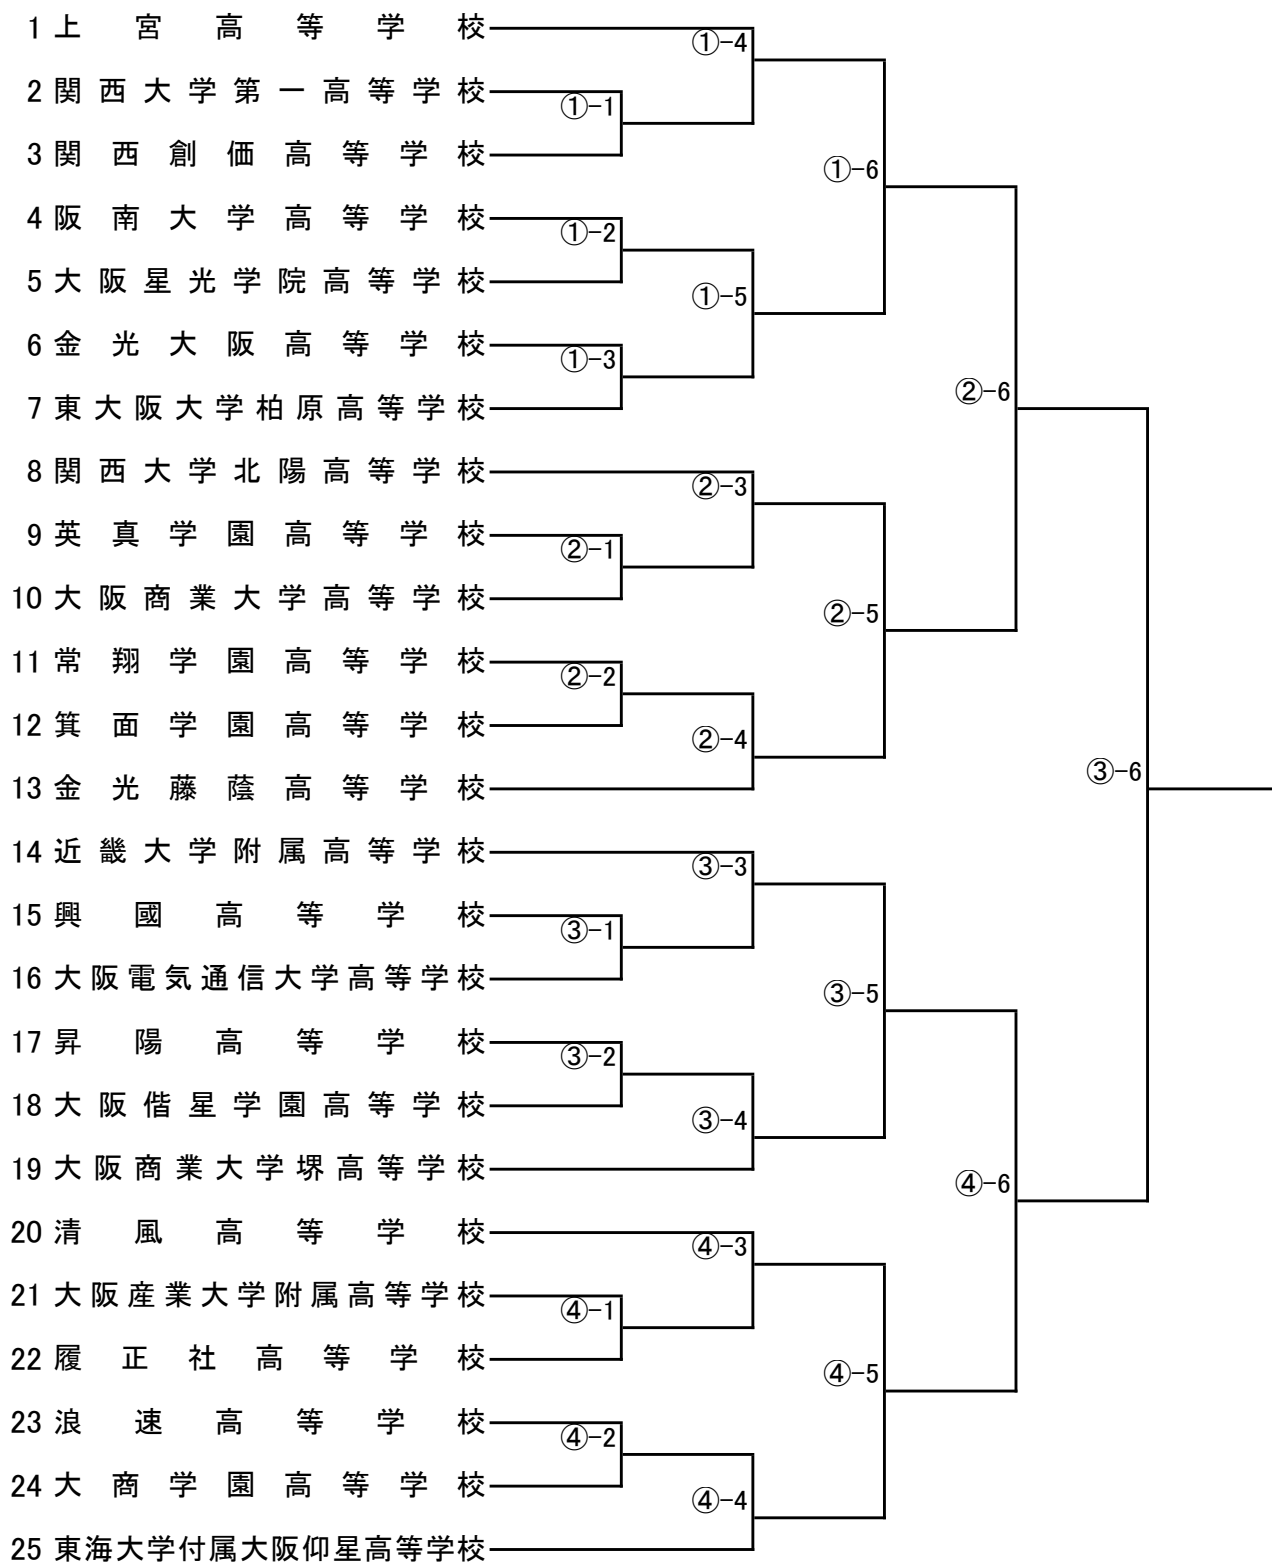 1 上宮高等学校
①-4
2 関西大学第一高等学校
①-1
3 関西創価高等学校
①-6
4 阪南大学高等学校
①-2
5 大阪星光学院高等学校
①-5
6 金光大阪高等学校
①-3
7 東大阪大学柏原高等学校
②-6
8 関西大学北陽高等学校
②-3
9 英真学園高等学校
②-1
10 大阪商業大学高等学校
②-5
11 常翔学園高等学校
②-2
12 箕面学園高等学校
②-4
13 金光藤蔭高等学校
③-6
14 近畿大学附属高等学校
③-3
15 興國高等学校
③-1
16 大阪電気通信大学高等学校
③-5
17 昇陽高等学校
③-2
18 大阪偕星学園高等学校
③-4
19 大阪商業大学堺高等学校
④-6
20 清風高等学校
④-3
21 大阪産業大学附属高等学校
④-1
22 履正社高等学校
④-5
23 浪速高等学校
④-2
24 大商学園高等学校
④-4
25 東海大学付属大阪仰星高等学校